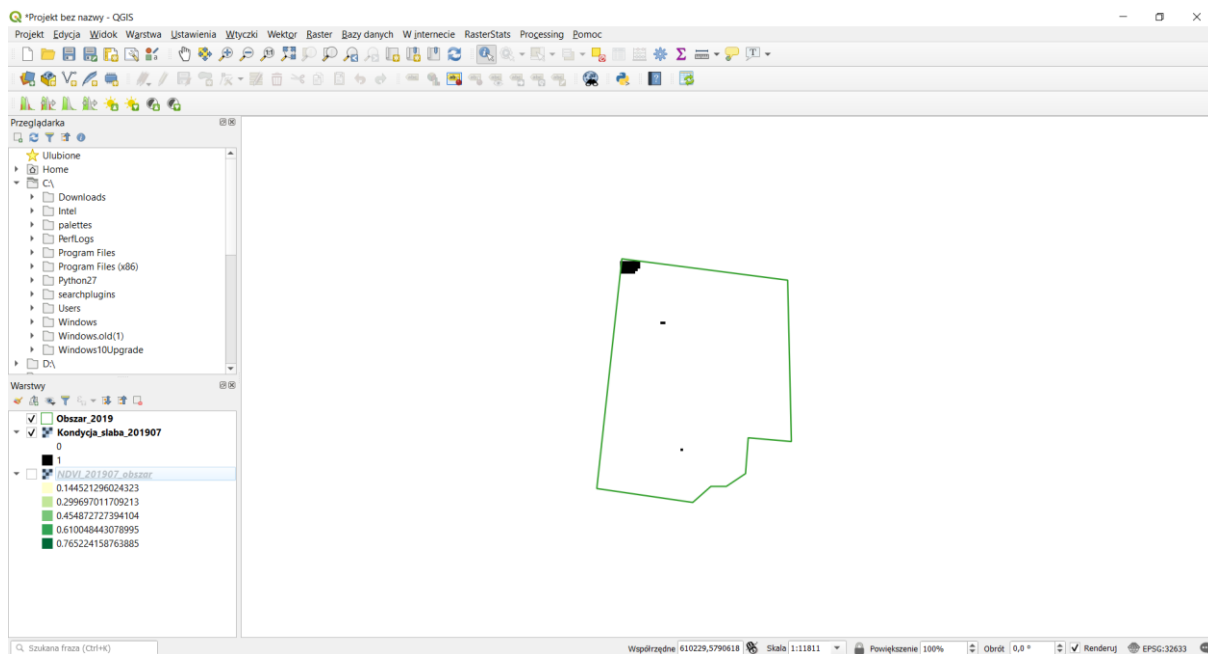 *Projekt bez nazwy - QGIS
Projekt Edycja Widok Warstwa Ustawienia Wtyczki Wektor Raster Bazy danych W internecie RasterStats Processing Pomoc
Przeglądarka
Ulubione
Home
C:\
Downloads
Intel
palettes
PerfLogs
Program Files
Program Files (x86)
Python27
searchplugins
Users
Windows
Windows.old(1)
Windows10Upgrade
D:\
Warstwy
Obszar_2019
Kondycja_slaba_201907
0
1
NDVI_201907_obszar
0.144521296024323
0.299697011709213
0.454872727394104
0.610048443078995
0.765224158763885
Szukana fraza (Ctrl+K) Współrzędne 610229,5790618 Skala 1:11811 Powiększenie 100% Obrót 0,0 ° Renderuj EPSG:32633